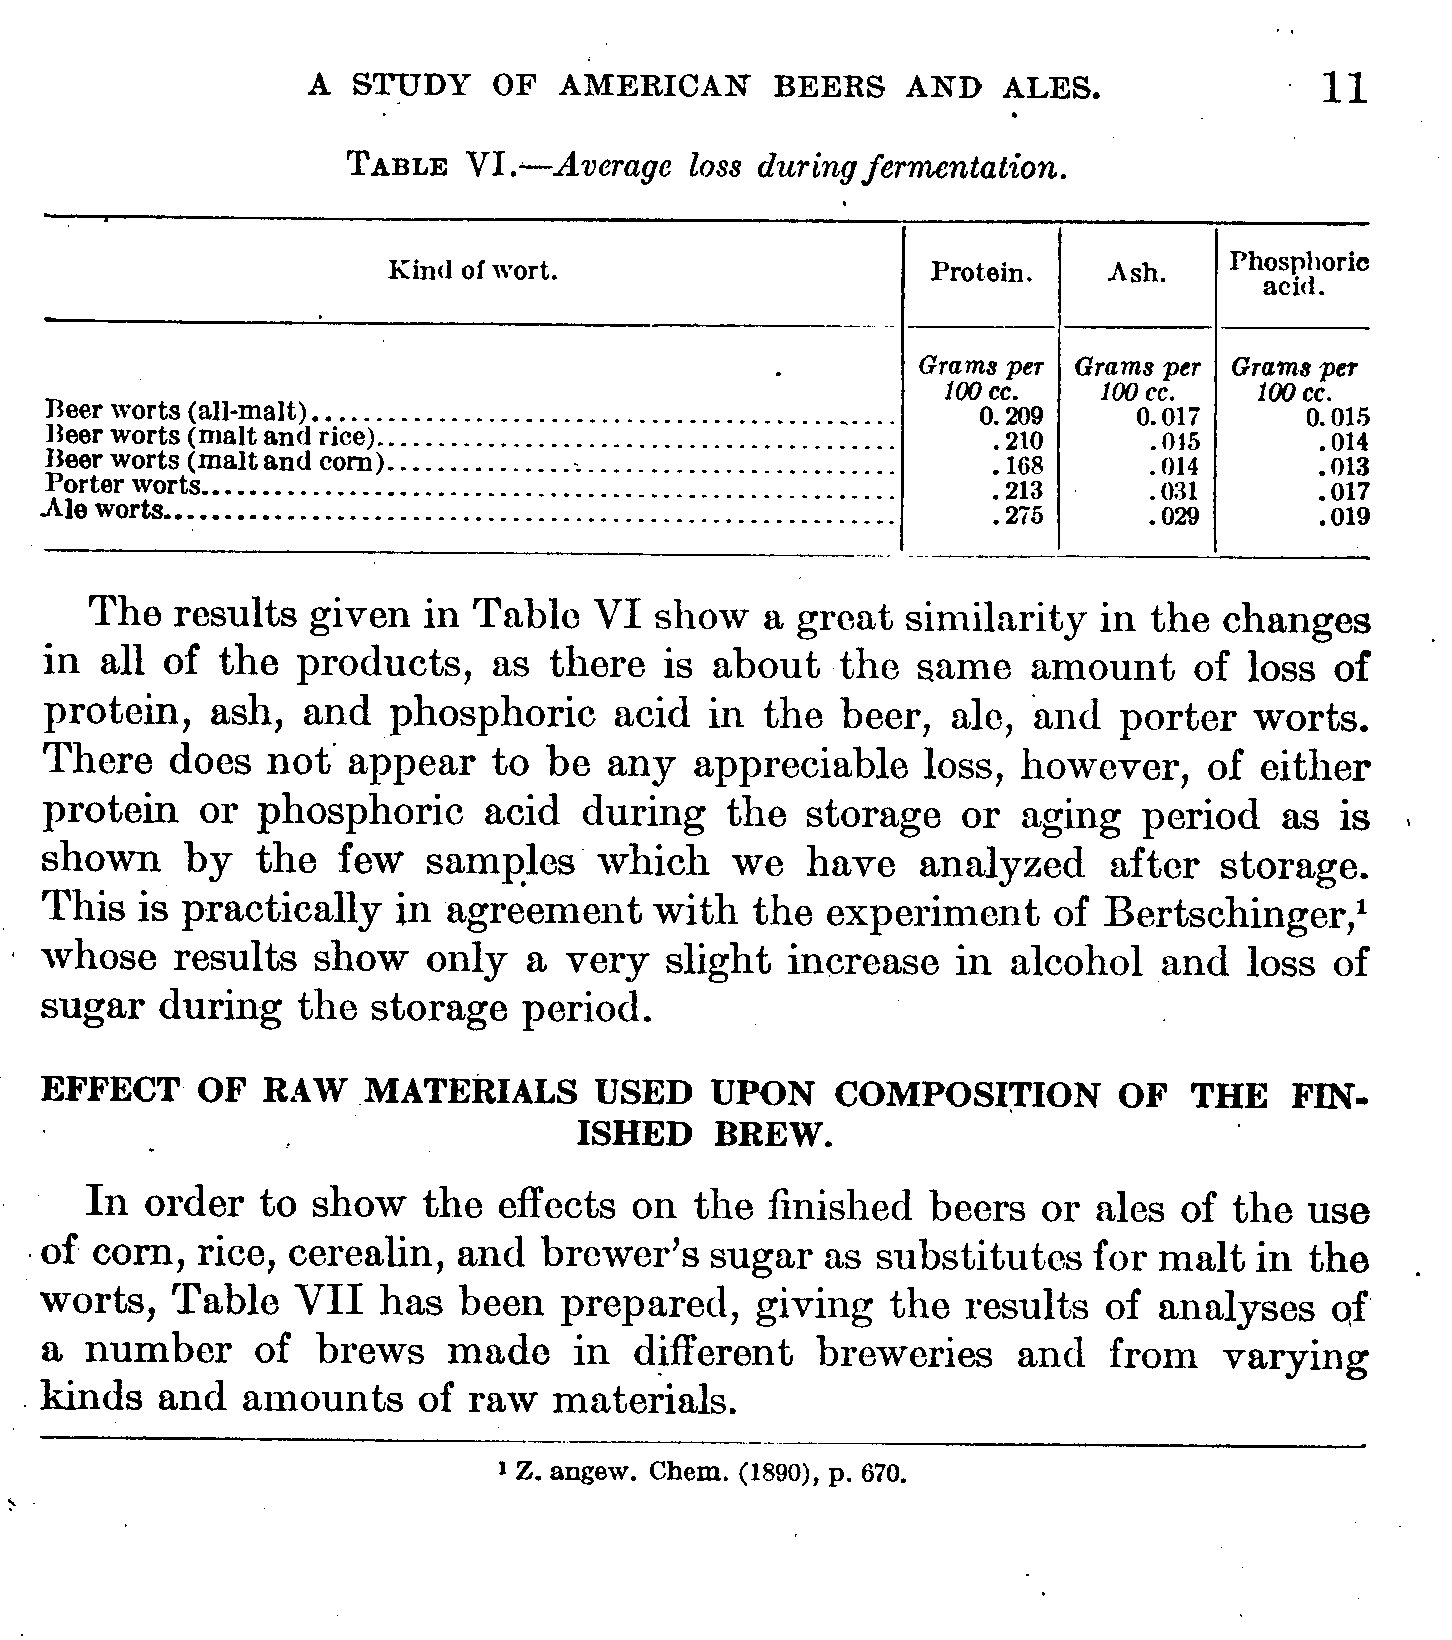 A STUDY OF AMERICAN BEERS AND ALES. 11
TABLE VI.—Average loss during fermentation.
Kind of wort. Protein. Ash. Phosphoric acid.
Grams per 100 cc. Grams per 100 cc. Grams per 100 cc.
Beer worts (all-malt) 0.209 0.017 0.015
Beer worts (malt and rice) .210 .015 .014
Beer worts (malt and corn) .168 .014 .013
Porter worts .213 .031 .017
Ale worts .275 .029 .019
The results given in Table VI show a great similarity in the changes
in all of the products, as there is about the same amount of loss of
protein, ash, and phosphoric acid in the beer, ale, and porter worts.
There does not appear to be any appreciable loss, however, of either
protein or phosphoric acid during the storage or aging period as is
shown by the few samples which we have analyzed after storage.
This is practically in agreement with the experiment of Bertschinger,¹
whose results show only a very slight increase in alcohol and loss of
sugar during the storage period.
EFFECT OF RAW MATERIALS USED UPON COMPOSITION OF THE FIN-
ISHED BREW.
In order to show the effects on the finished beers or ales of the use
of corn, rice, cerealin, and brewer's sugar as substitutes for malt in the
worts, Table VII has been prepared, giving the results of analyses of
a number of brews made in different breweries and from varying
kinds and amounts of raw materials.
¹ Z. angew. Chem. (1890), p. 670.